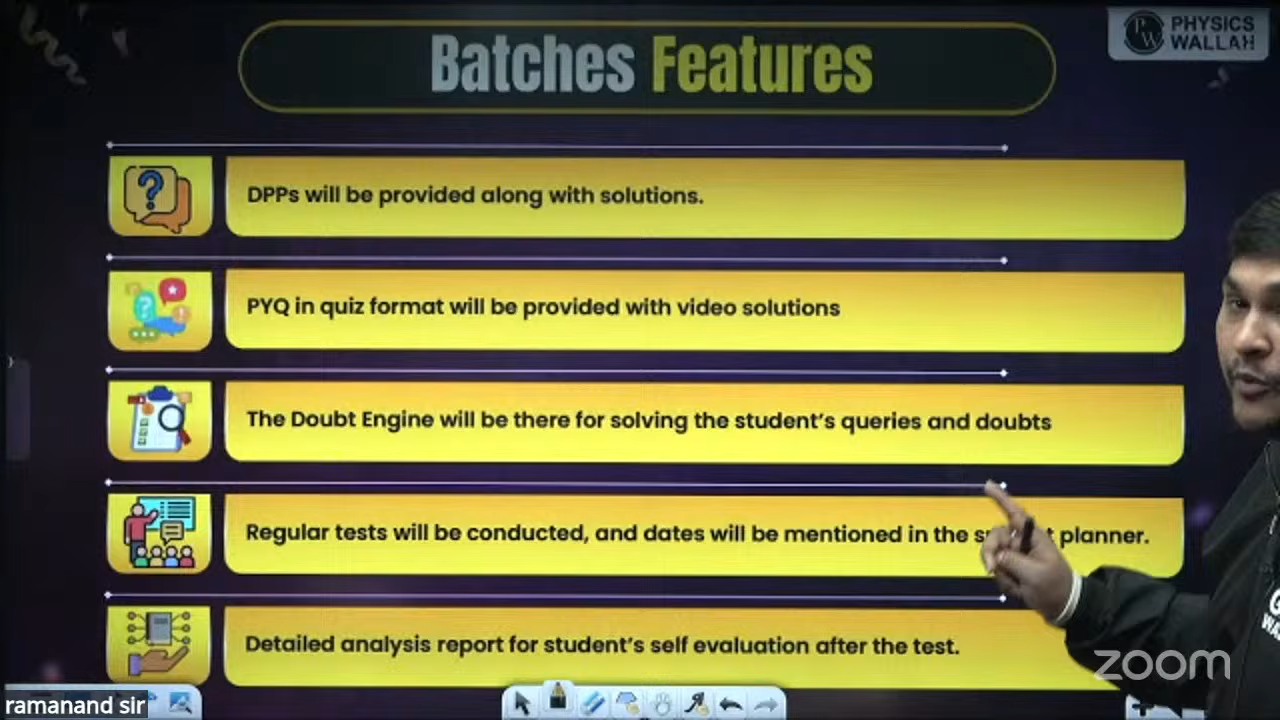 Batches Features
PHYSICS
WALLAH
PW
DPPs will be provided along with solutions.
PYQ in quiz format will be provided with video solutions
The Doubt Engine will be there for solving the student's queries and doubts
Regular tests will be conducted, and dates will be mentioned in the planner.
Detailed analysis report for student's self evaluation after the test.
zoom
ramanand sir